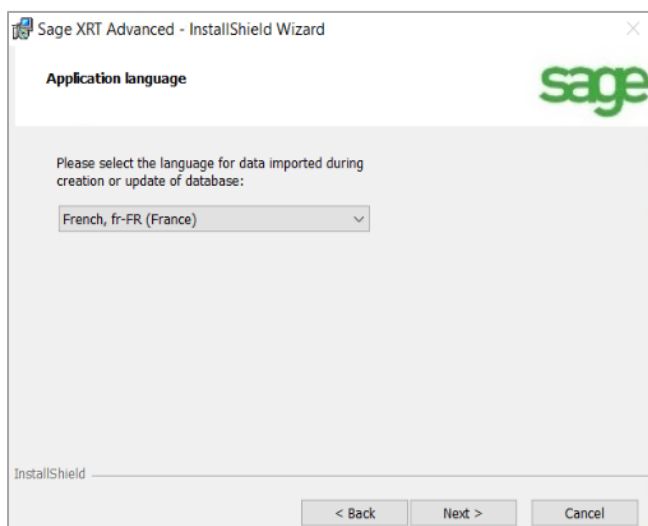 Sage XRT Advanced - InstallShield Wizard
Application language
sage
Please select the language for data imported during
creation or update of database:
French, fr-FR (France)
InstallShield
< Back
Next >
Cancel